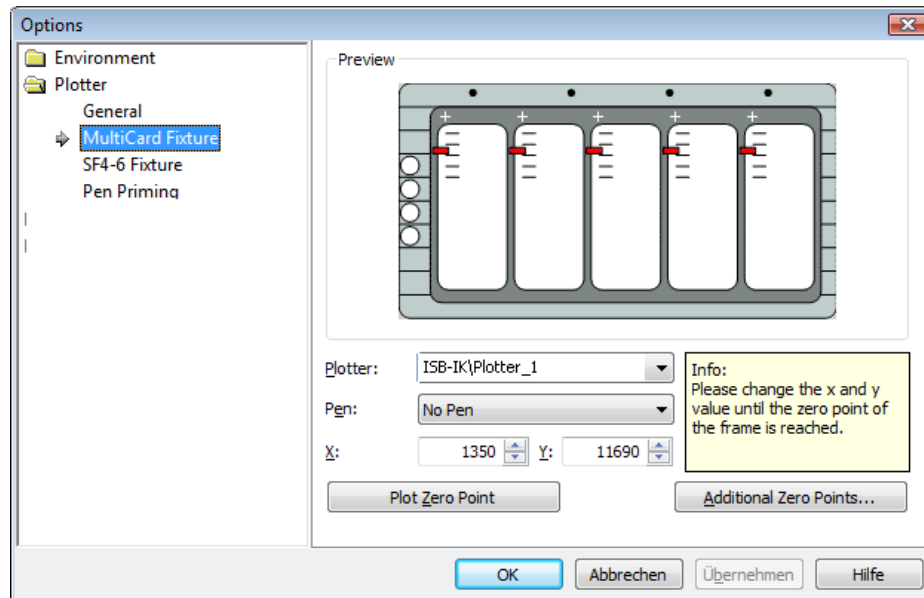 Options
Environment
Plotter
General
MultiCard Fixture
SF4-6 Fixture
Pen Priming
Preview
Plotter:
ISB-IK\Plotter_1
Info:
Please change the x and y
value until the zero point of
the frame is reached.
Pen:
No Pen
X:
1350
Y:
11690
Plot Zero Point
Additional Zero Points...
OK
Abbrechen
Übernehmen
Hilfe